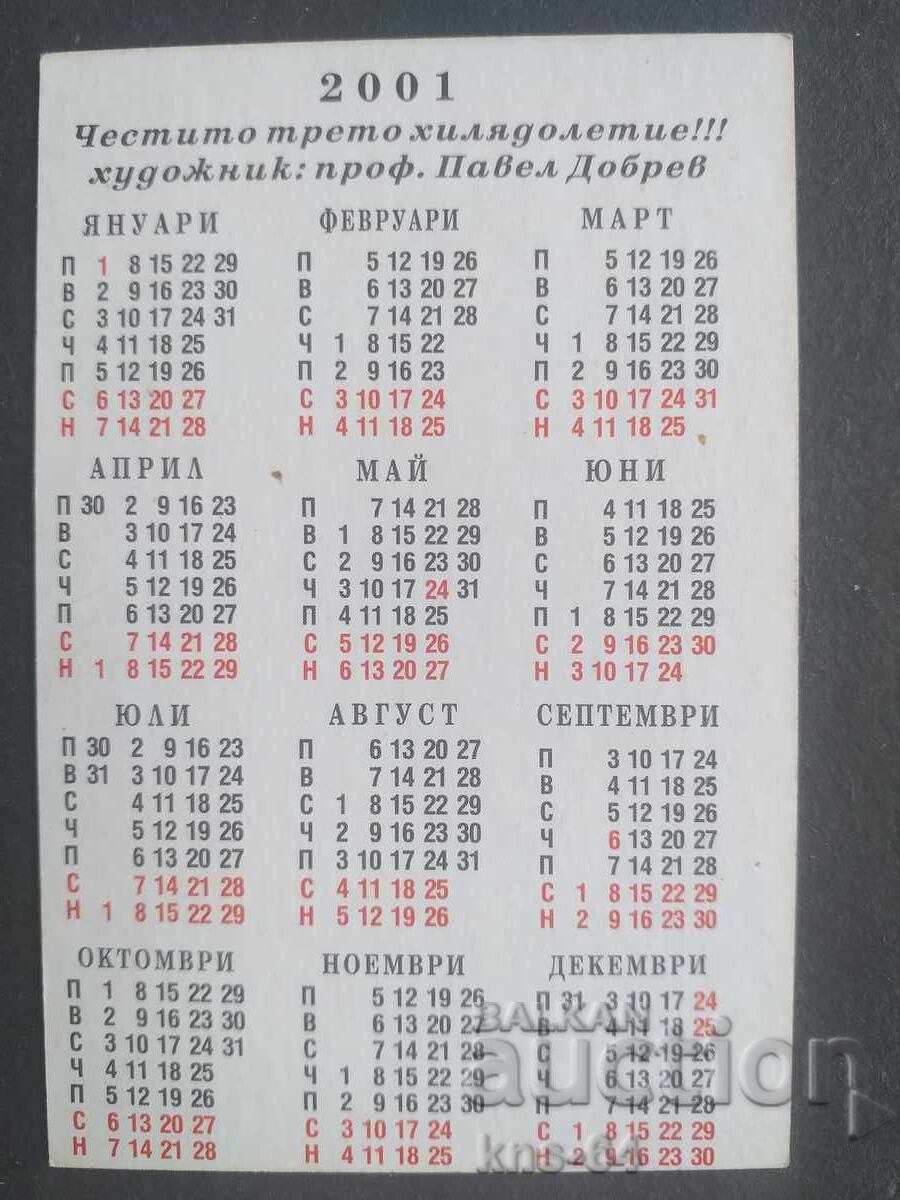 2001
Честито трето хилядолетие!!!
художник: проф. Павел Добрев
ЯНУАРИ
П 1 8 15 22 29
В 2 9 16 23 30
С 3 10 17 24 31
Ч 4 11 18 25
П 5 12 19 26
С 6 13 20 27
Н 7 14 21 28
ФЕВРУАРИ
П 5 12 19 26
В 6 13 20 27
С 7 14 21 28
Ч 1 8 15 22
П 2 9 16 23
С 3 10 17 24
Н 4 11 18 25
МАРТ
П 5 12 19 26
В 6 13 20 27
С 7 14 21 28
Ч 1 8 15 22 29
П 2 9 16 23 30
С 3 10 17 24 31
Н 4 11 18 25
АПРИЛ
П 30 2 9 16 23
В 3 10 17 24
С 4 11 18 25
Ч 5 12 19 26
П 6 13 20 27
С 7 14 21 28
Н 1 8 15 22 29
МАЙ
П 7 14 21 28
В 1 8 15 22 29
С 2 9 16 23 30
Ч 3 10 17 24 31
П 4 11 18 25
С 5 12 19 26
Н 6 13 20 27
ЮНИ
П 4 11 18 25
В 5 12 19 26
С 6 13 20 27
Ч 7 14 21 28
П 1 8 15 22 29
С 2 9 16 23 30
Н 3 10 17 24
ЮЛИ
П 30 2 9 16 23
В 31 3 10 17 24
С 4 11 18 25
Ч 5 12 19 26
П 6 13 20 27
С 7 14 21 28
Н 1 8 15 22 29
АВГУСТ
П 6 13 20 27
В 7 14 21 28
С 1 8 15 22 29
Ч 2 9 16 23 30
П 3 10 17 24 31
С 4 11 18 25
Н 5 12 19 26
СЕПТЕМВРИ
П 3 10 17 24
В 4 11 18 25
С 5 12 19 26
Ч 6 13 20 27
П 7 14 21 28
С 1 8 15 22 29
Н 2 9 16 23 30
ОКТОМВРИ
П 1 8 15 22 29
В 2 9 16 23 30
С 3 10 17 24 31
Ч 4 11 18 25
П 5 12 19 26
С 6 13 20 27
Н 7 14 21 28
НОЕМВРИ
П 5 12 19 26
В 6 13 20 27
С 7 14 21 28
Ч 1 8 15 22 29
П 2 9 16 23 30
С 3 10 17 24
Н 4 11 18 25
ДЕКЕМВРИ
П 31 3 10 17 24
В 4 11 18 25
С 5 12 19 26
Ч 6 13 20 27
П 7 14 21 28
С 1 8 15 22 29
Н 2 9 16 23 30
BALKAN
auction
kns-64